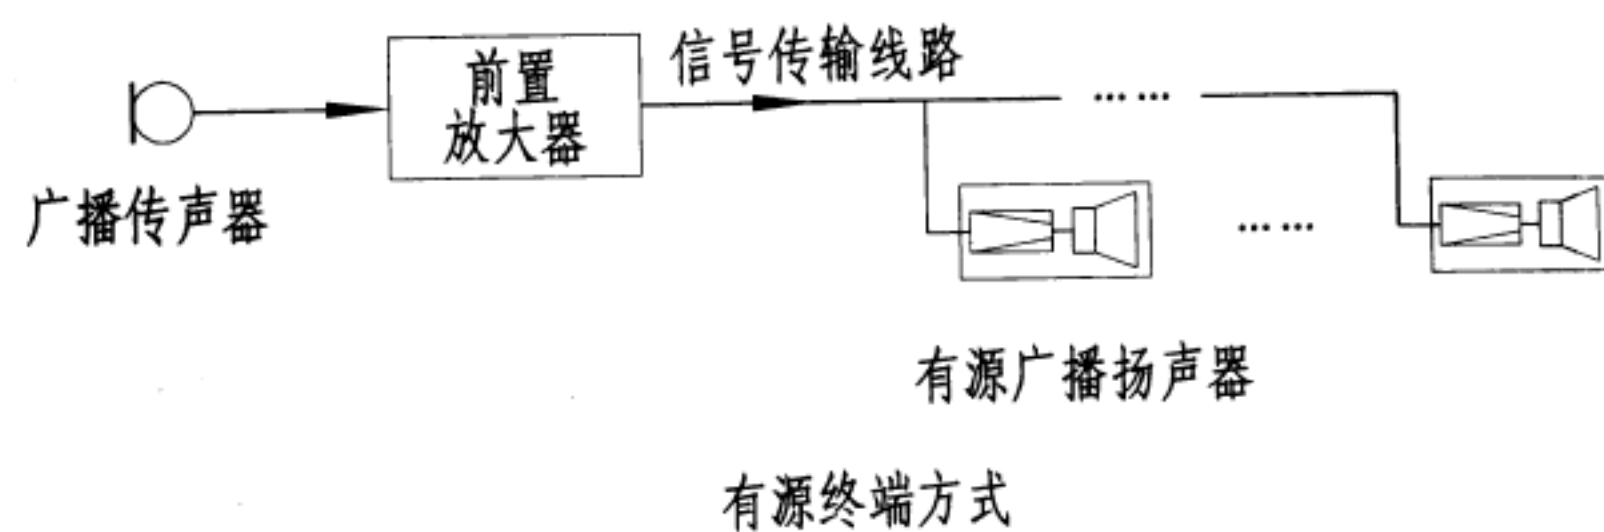 前置
放大器
信号传输线路
广播传声器
有源广播扬声器
有源终端方式